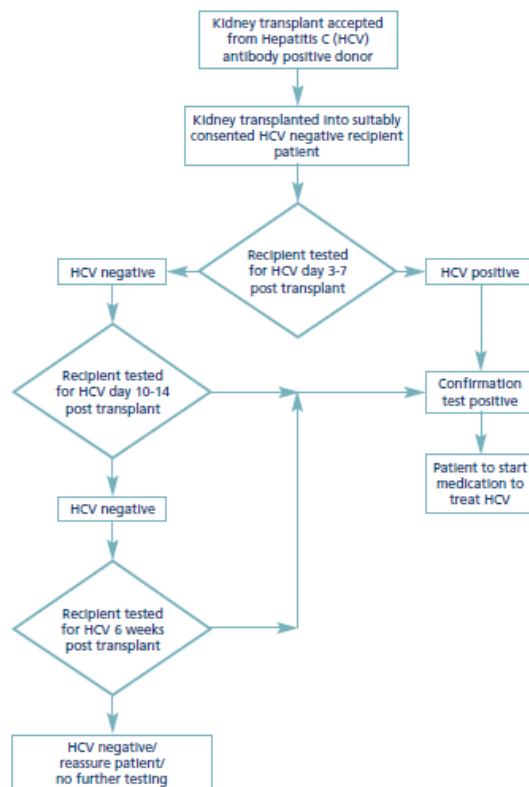 Kidney transplant accepted
from Hepatitis C (HCV)
antibody positive donor
Kidney transplanted into suitably
consented HCV negative recipient
patient
Recipient tested
for HCV day 3-7
post transplant
HCV negative
HCV positive
Recipient tested
for HCV day 10-14
post transplant
Confirmation
test positive
Patient to start
medication to
treat HCV
HCV negative
Recipient tested
for HCV 6 weeks
post transplant
HCV negative/
reassure patient/
no further testing